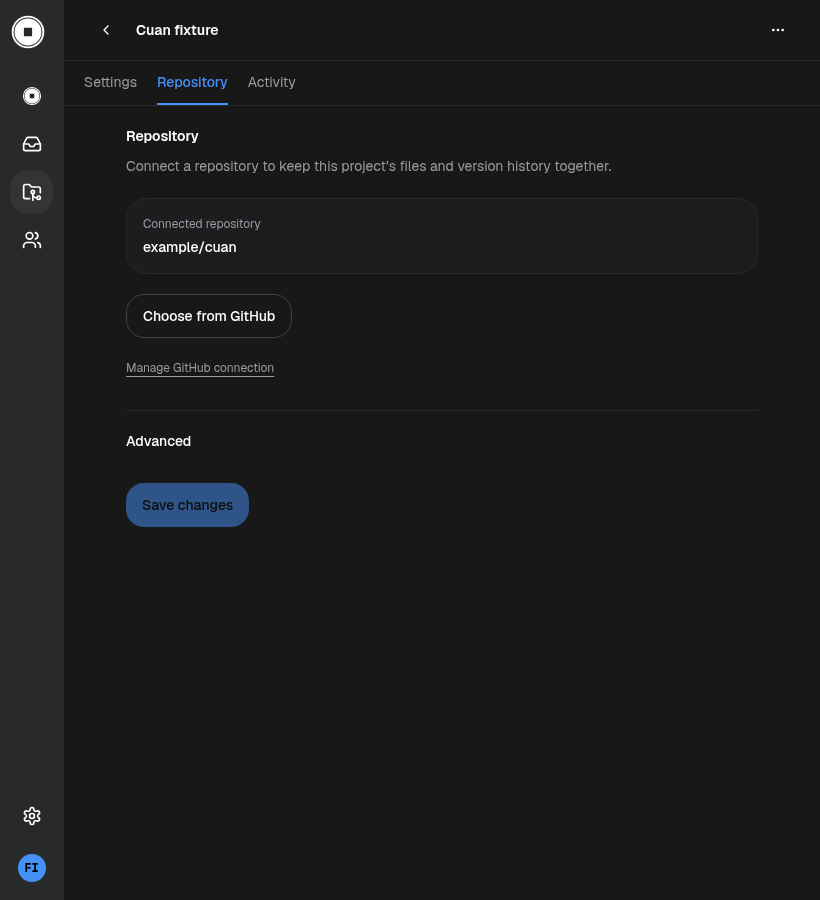 Cuan fixture
Settings Repository Activity
Repository
Connect a repository to keep this project's files and version history together.
Connected repository
example/cuan
Choose from GitHub
Manage GitHub connection
Advanced
Save changes
FI